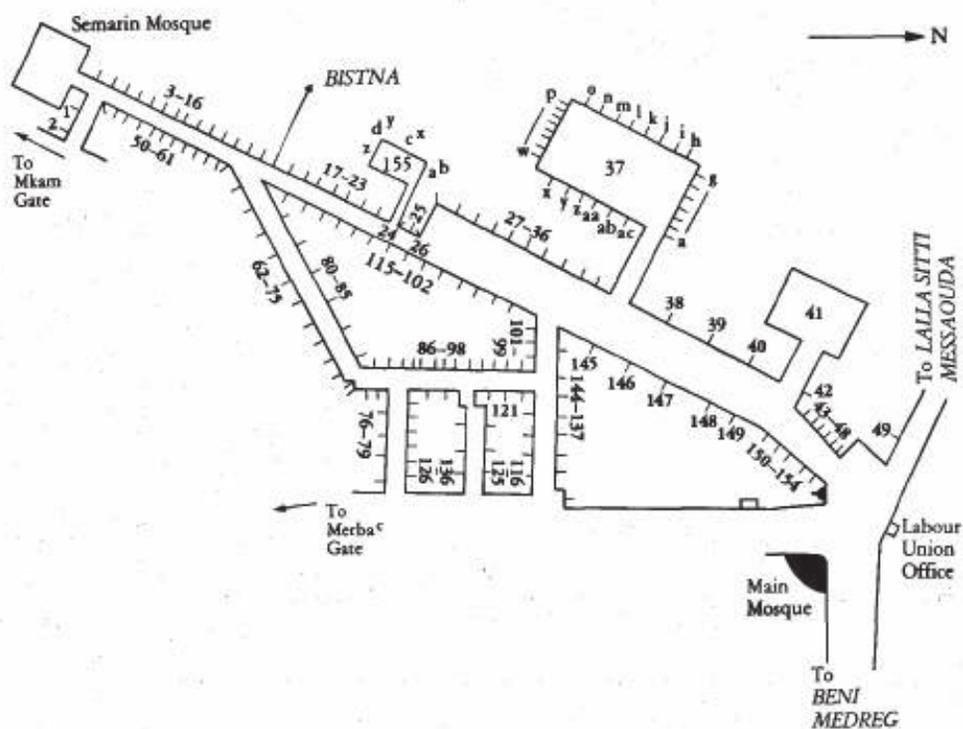 Semarin Mosque
N
BISTNA
3–16
1
2
To
Mkam
Gate
50–61
17–23
d
y
c
x
z
155
a
b
24
–25
26
115–102
27–36
p
o
n
m
l
k
j
i
h
g
37
w
x
y
z
aa
ab
ac
a
62–75
80–85
86–98
101–
99
38
39
40
41
42
43–48
49
To LALLA SITTI
MESSAOUDA
145
146
147
148
149
150–154
144–137
76–79
126
136
121
125
116
To
Merbaᶜ
Gate
Labour
Union
Office
Main
Mosque
To
BENI
MEDREG